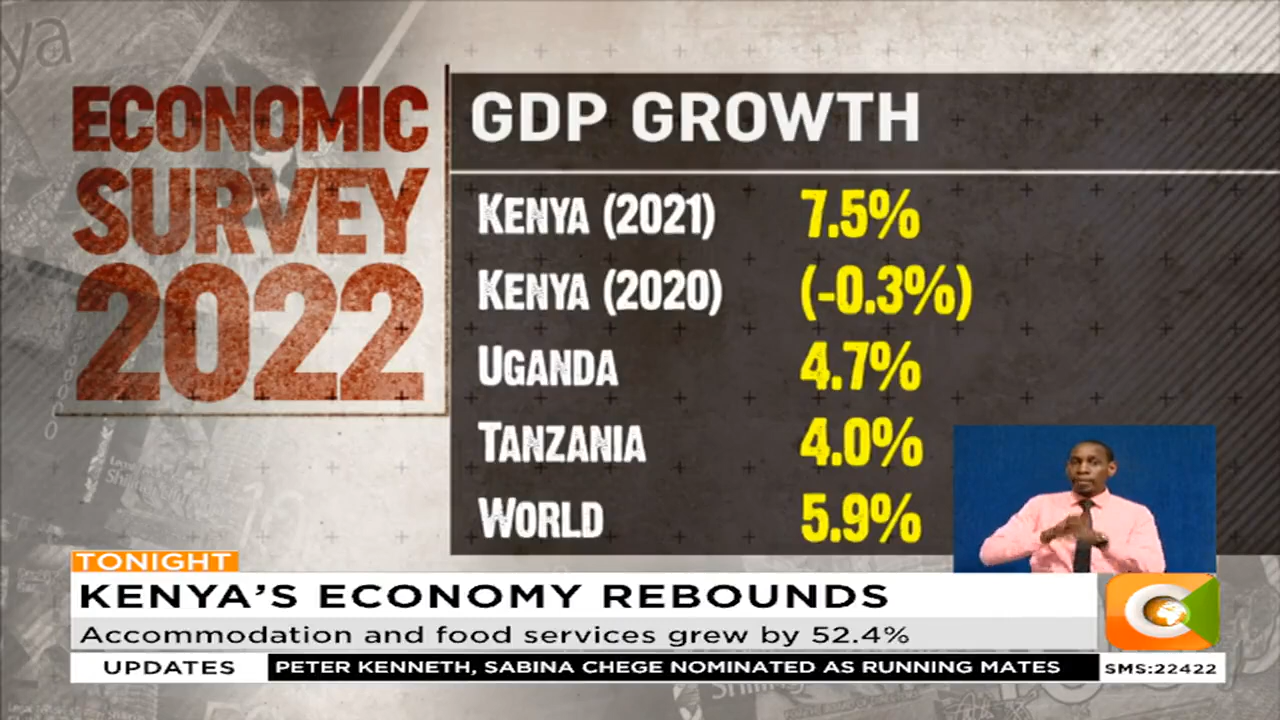 ya
ECONOMIC
SURVEY
2022
GDP GROWTH
KENYA (2021) 7.5%
KENYA (2020) (-0.3%)
UGANDA 4.7%
TANZANIA 4.0%
WORLD 5.9%
TONIGHT
KENYA'S ECONOMY REBOUNDS
Accommodation and food services grew by 52.4%
UPDATES PETER KENNETH, SABINA CHEGE NOMINATED AS RUNNING MATES SMS:22422